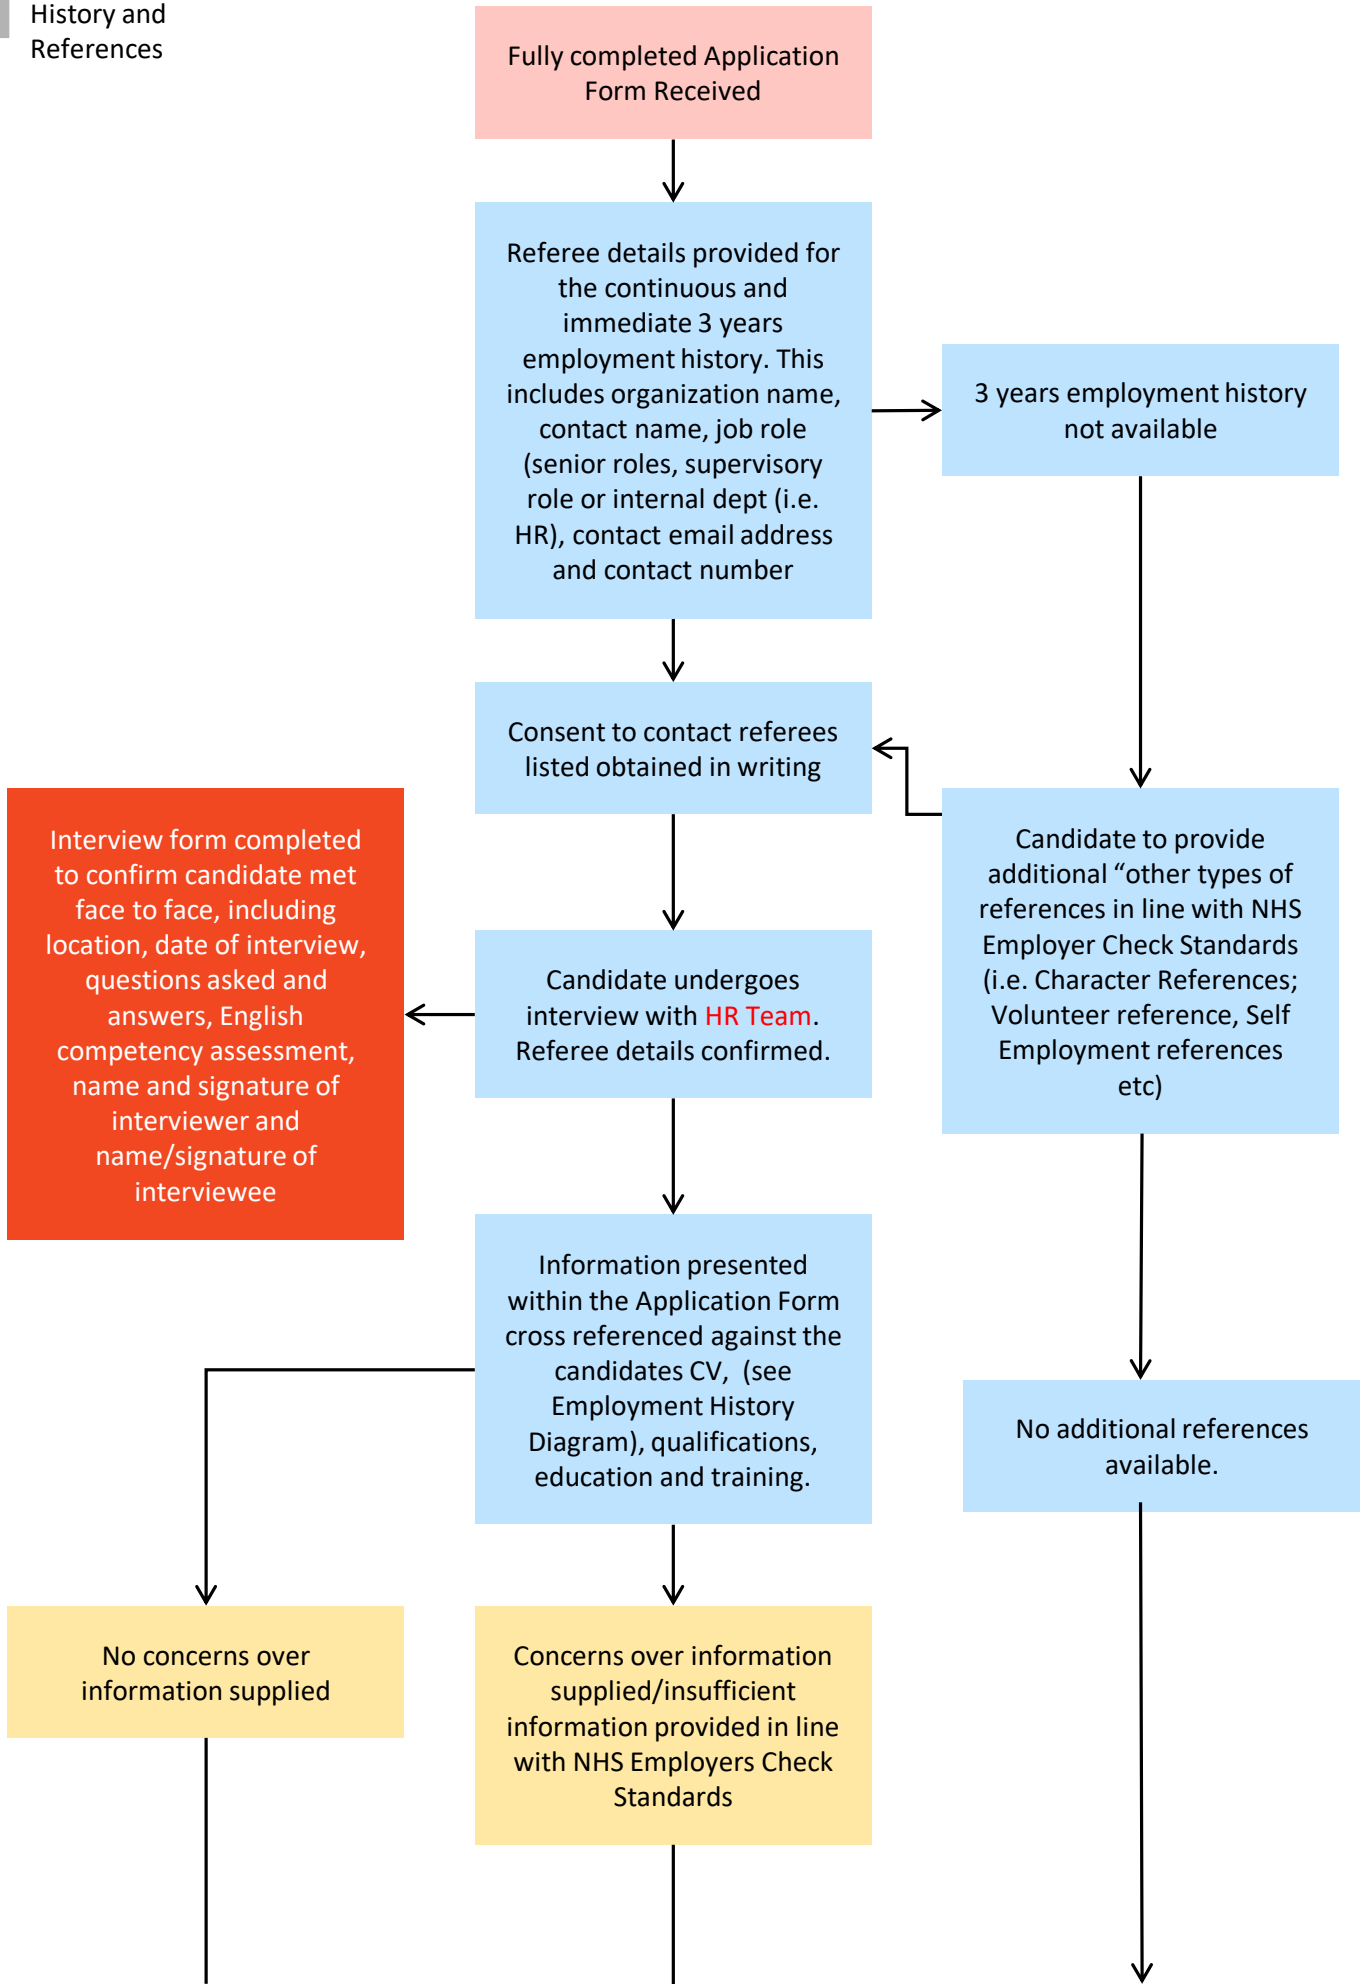 History and
References
Fully completed Application
Form Received
Referee details provided for
the continuous and
immediate 3 years
employment history. This
includes organization name,
contact name, job role
(senior roles, supervisory
role or internal dept (i.e.
HR), contact email address
and contact number
3 years employment history
not available
Consent to contact referees
listed obtained in writing
Interview form completed
to confirm candidate met
face to face, including
location, date of interview,
questions asked and
answers, English
competency assessment,
name and signature of
interviewer and
name/signature of
interviewee
Candidate undergoes
interview with HR Team.
Referee details confirmed.
Candidate to provide
additional “other types of
references in line with NHS
Employer Check Standards
(i.e. Character References;
Volunteer reference, Self
Employment references
etc)
Information presented
within the Application Form
cross referenced against the
candidates CV, (see
Employment History
Diagram), qualifications,
education and training.
No additional references
available.
No concerns over
information supplied
Concerns over information
supplied/insufficient
information provided in line
with NHS Employers Check
Standards